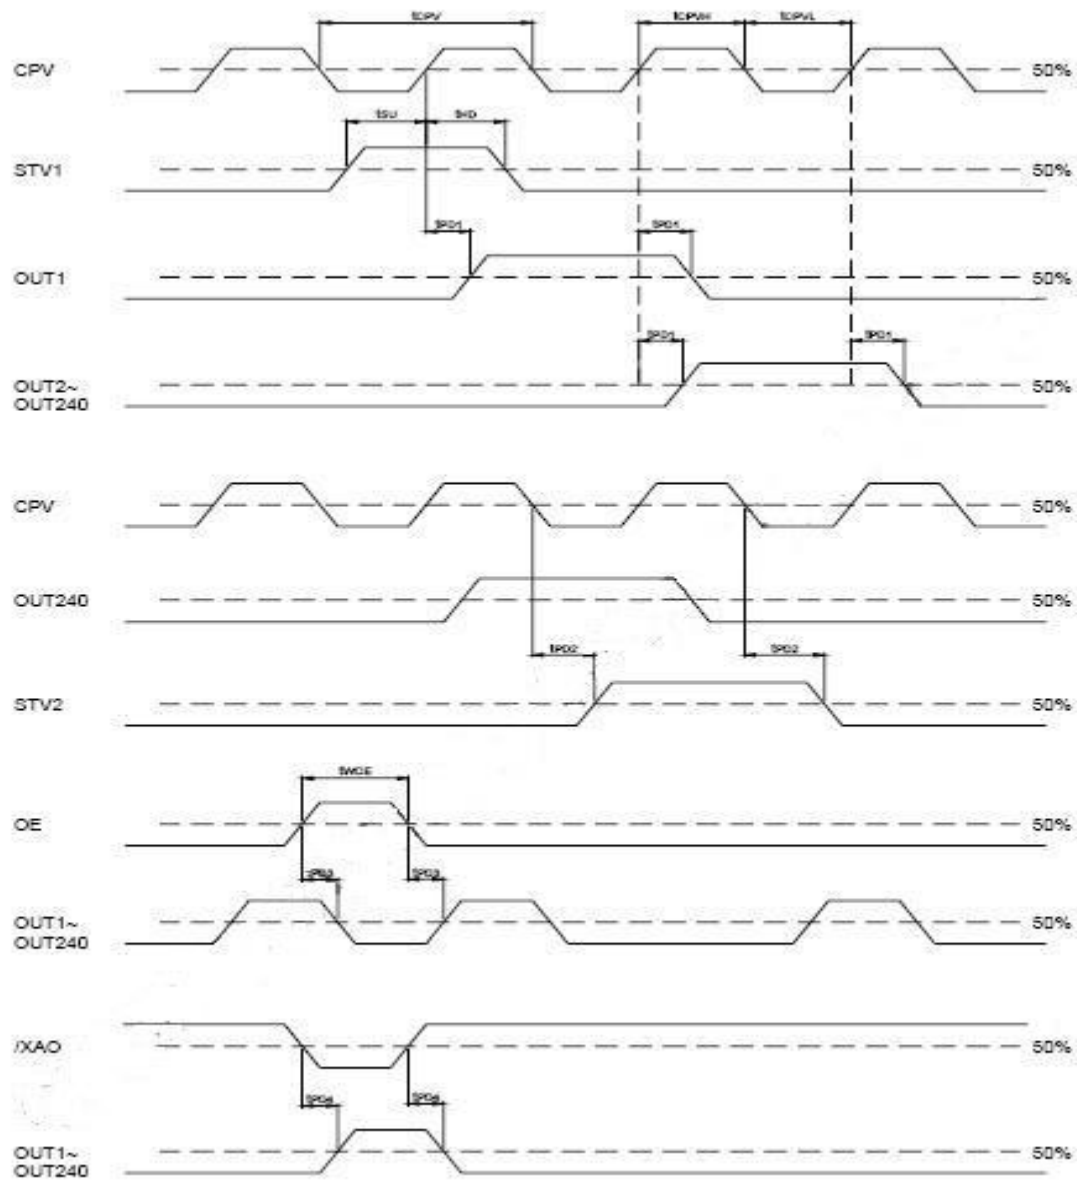 tCPV tCPVH tCPVL
CPV 50%
tSU tHD
STV1 50%
tPD1 tPD1
OUT1 50%
tPD1 tPD1
OUT2~
OUT240 50%
CPV 50%
OUT240 50%
tPD2 tPD2
STV2 50%
tWOE
OE 50%
tPD3 tPD3
OUT1~
OUT240 50%
/XAO 50%
tPD4 tPD4
OUT1~
OUT240 50%